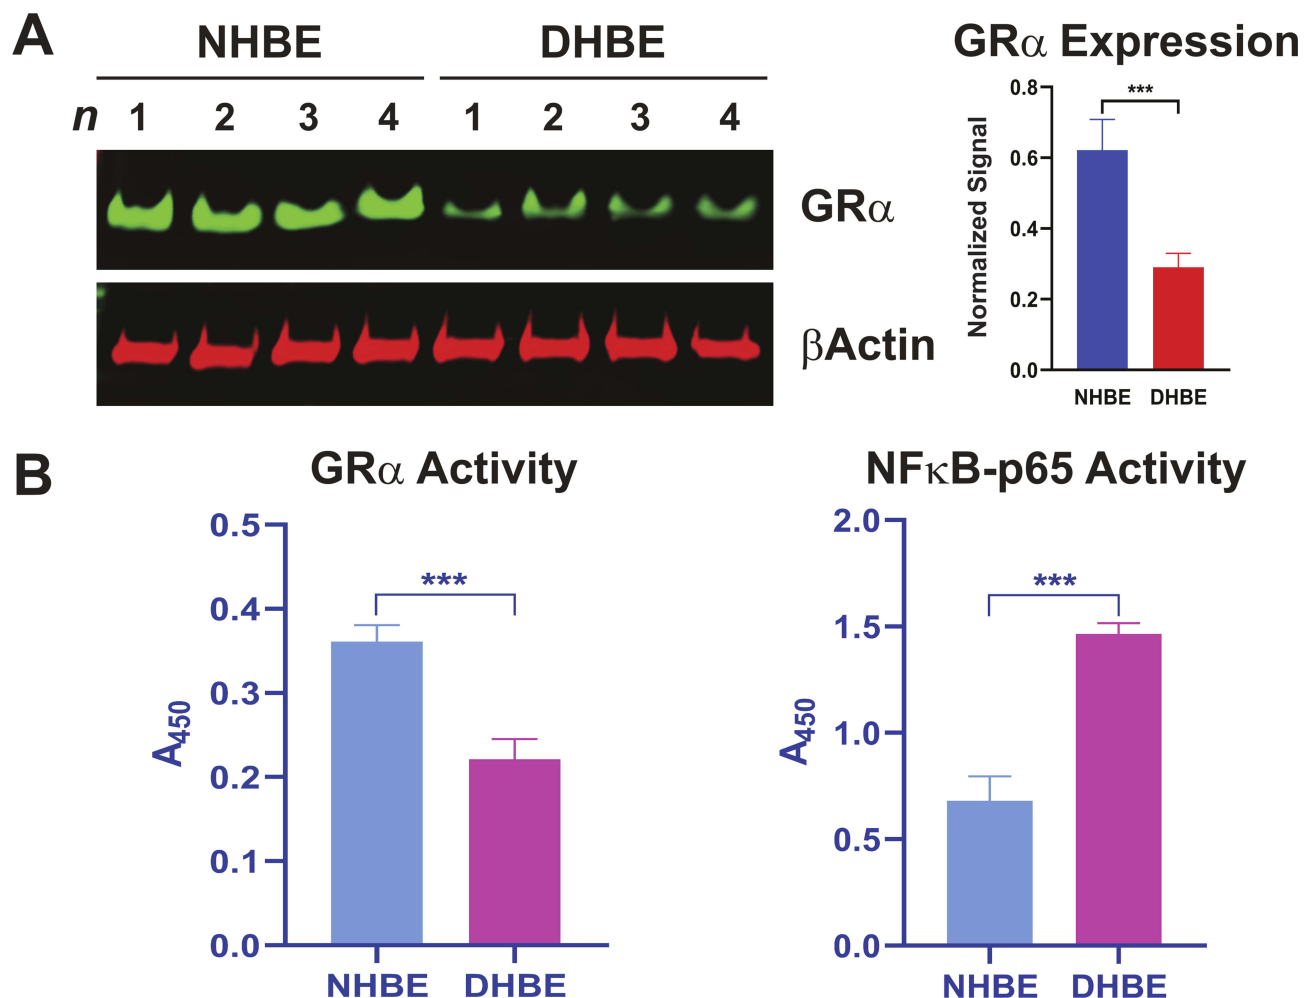 A
NHBE DHBE
n 1 2 3 4 1 2 3 4
GRα
βActin
GRα Expression
Normalized Signal
0.8
0.6
0.4
0.2
0.0
***
NHBE DHBE
B
GRα Activity
A450
0.5
0.4
0.3
0.2
0.1
0.0
***
NHBE DHBE
NFκB-p65 Activity
A450
2.0
1.5
1.0
0.5
0.0
***
NHBE DHBE